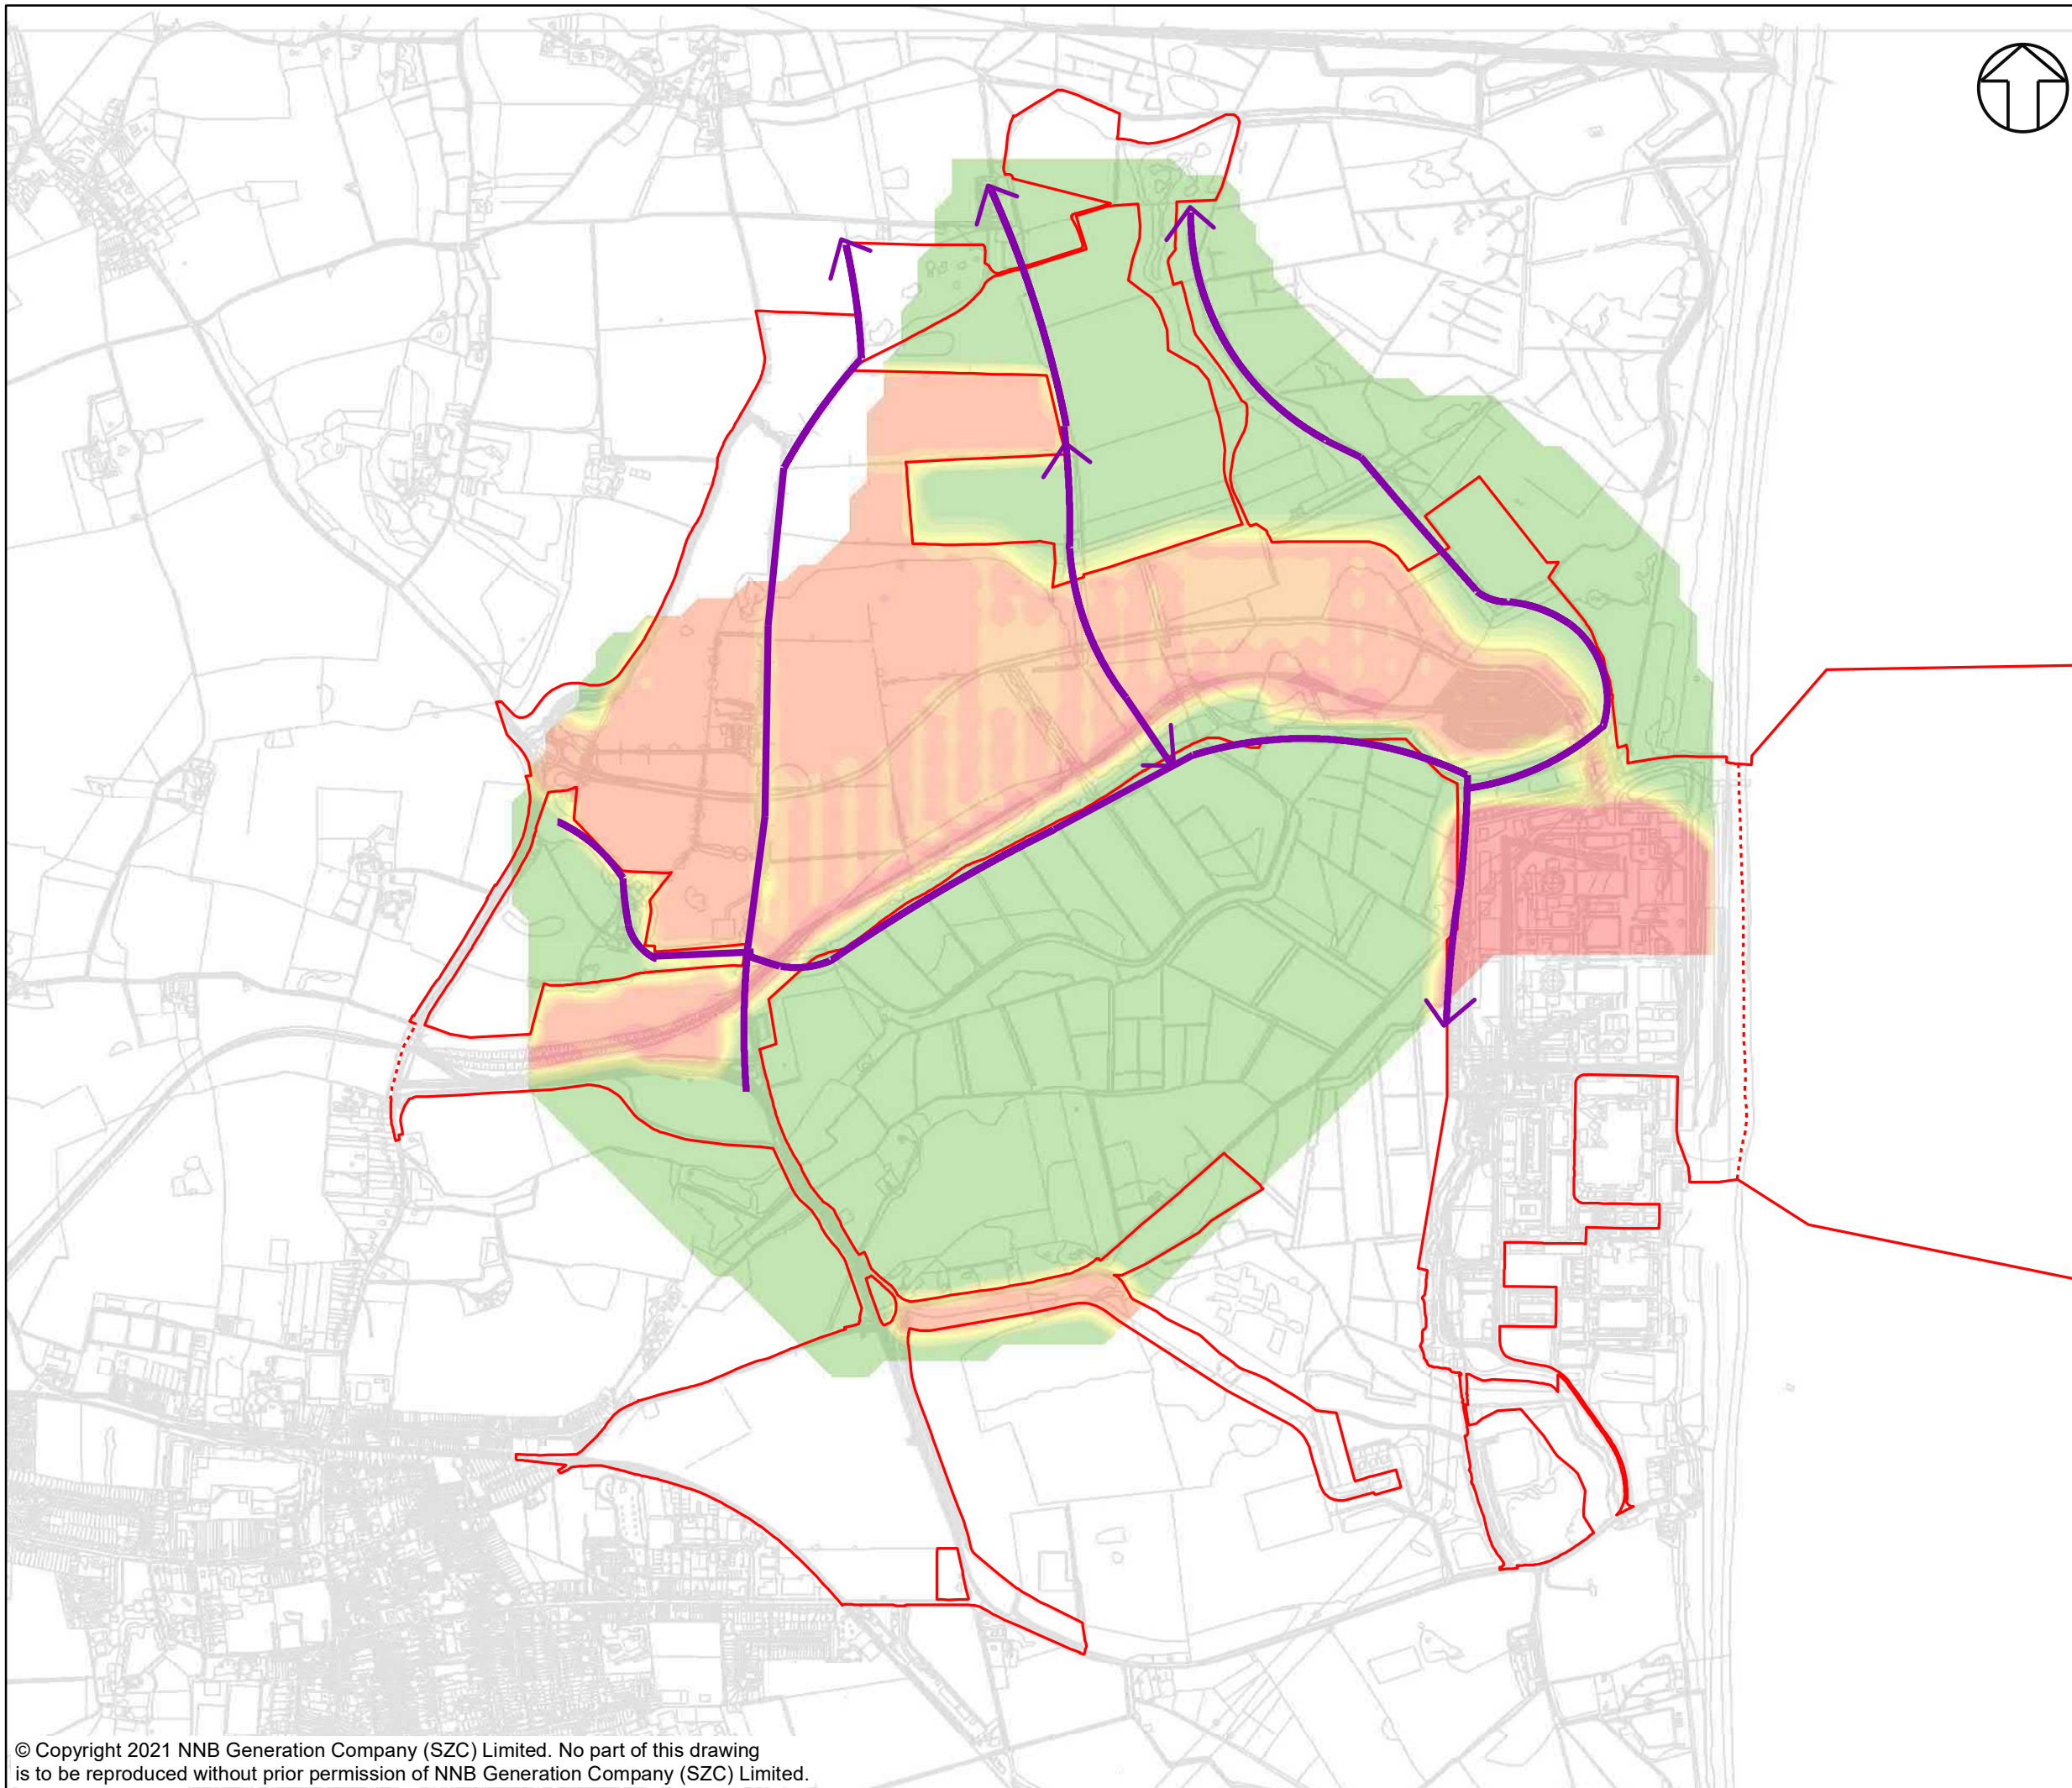 © Copyright 2021 NNB Generation Company (SZC) Limited. No part of this drawing
is to be reproduced without prior permission of NNB Generation Company (SZC) Limited.